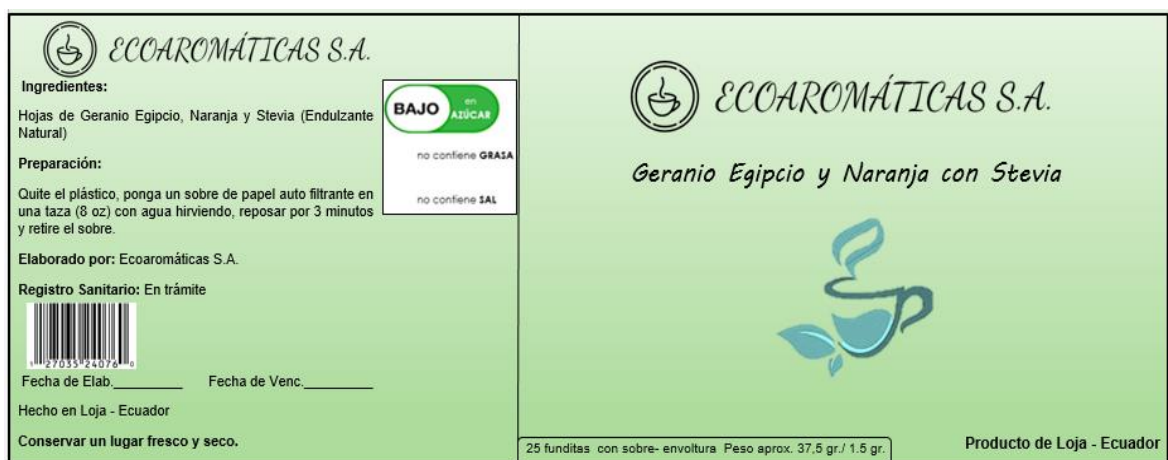 ECOAROMÁTICAS S.A.
Ingredientes:
Hojas de Geranio Egipcio, Naranja y Stevia (Endulzante
Natural)
Preparación:
Quite el plástico, ponga un sobre de papel auto filtrante en
una taza (8 oz) con agua hirviendo, reposar por 3 minutos
y retire el sobre.
Elaborado por: Ecoaromáticas S.A.
Registro Sanitario: En trámite
1 27035 24076 0
Fecha de Elab.__________ Fecha de Venc.__________
Hecho en Loja - Ecuador
Conservar un lugar fresco y seco.
BAJO en
AZÚCAR
no contiene GRASA
no contiene SAL
ECOAROMÁTICAS S.A.
Geranio Egipcio y Naranja con Stevia
25 funditas con sobre- envoltura Peso aprox. 37,5 gr./ 1.5 gr.
Producto de Loja - Ecuador